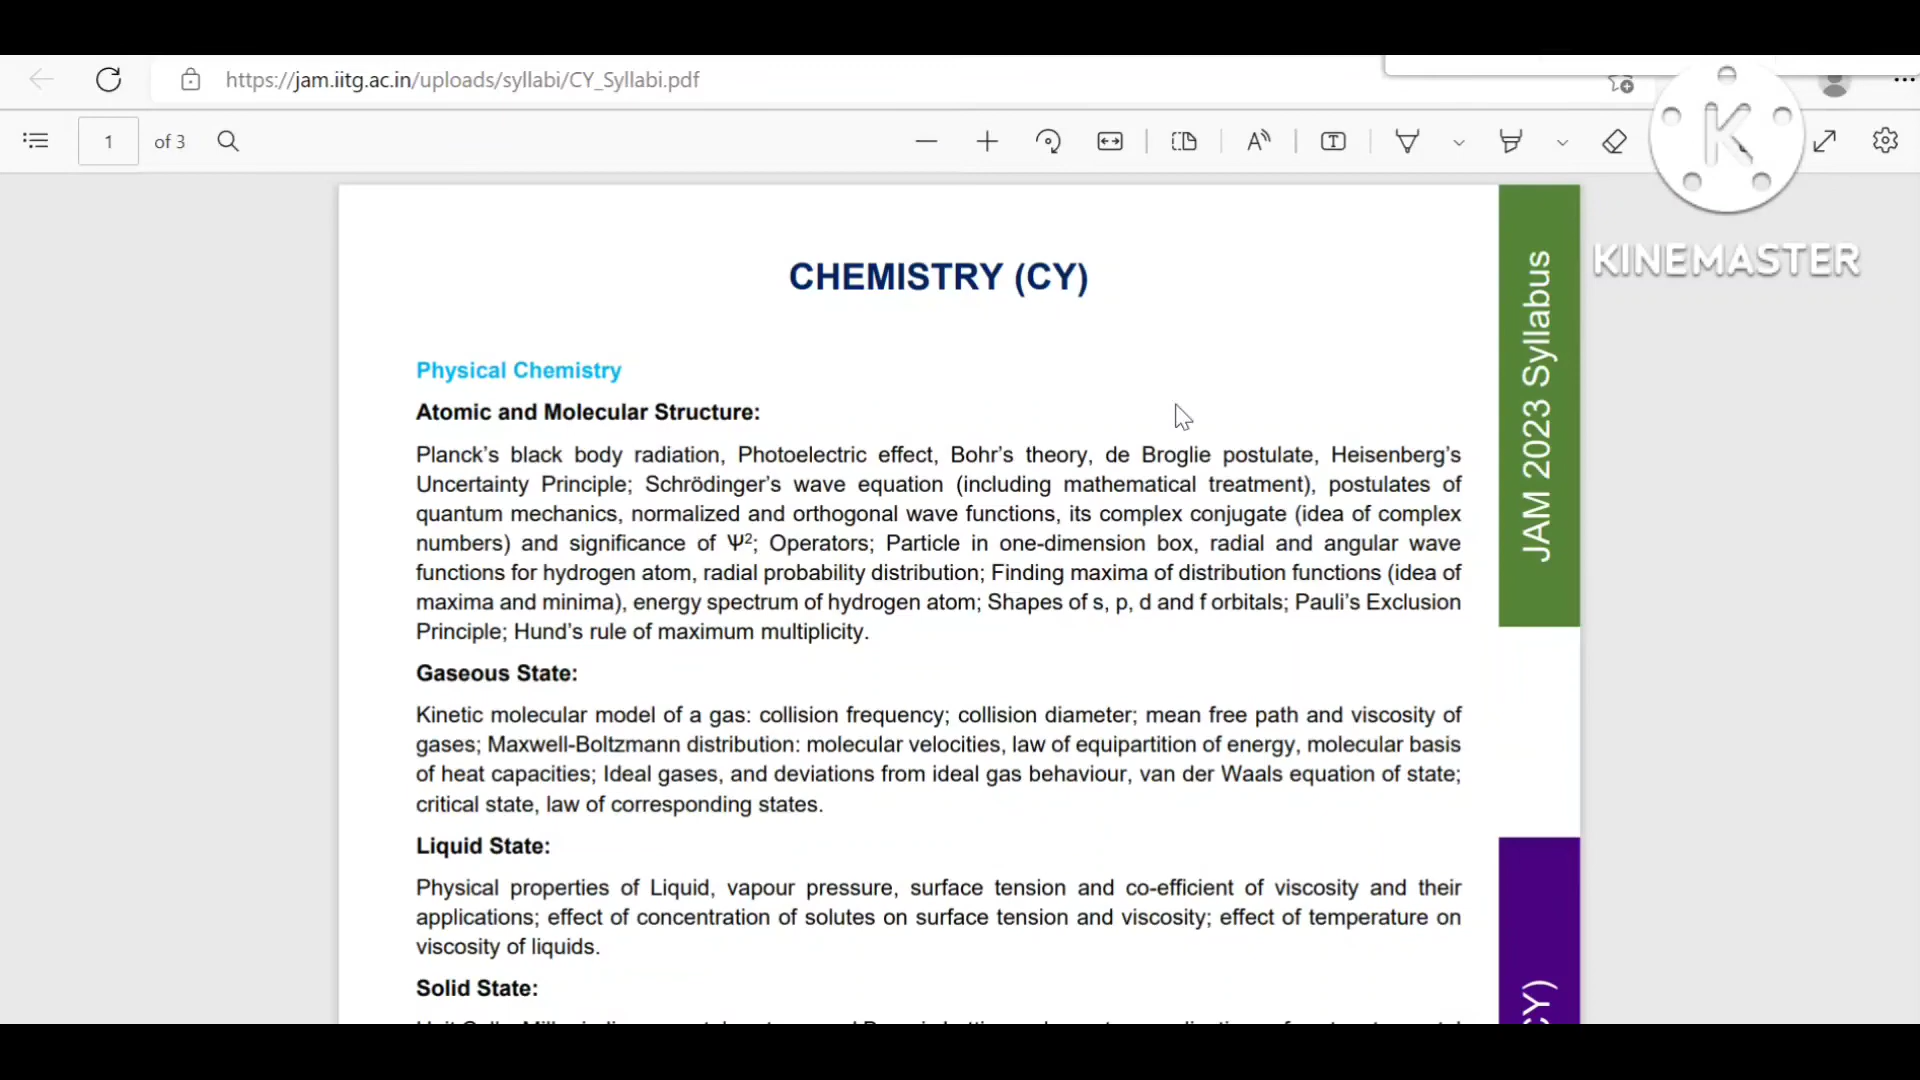 https://jam.iitg.ac.in/uploads/syllabi/CY_Syllabi.pdf
1 of 3
K
KINEMASTER
CHEMISTRY (CY)
JAM 2023 Syllabus
Physical Chemistry
Atomic and Molecular Structure:
Planck’s black body radiation, Photoelectric effect, Bohr’s theory, de Broglie postulate, Heisenberg’s
Uncertainty Principle; Schrödinger’s wave equation (including mathematical treatment), postulates of
quantum mechanics, normalized and orthogonal wave functions, its complex conjugate (idea of complex
numbers) and significance of Ψ²; Operators; Particle in one-dimension box, radial and angular wave
functions for hydrogen atom, radial probability distribution; Finding maxima of distribution functions (idea of
maxima and minima), energy spectrum of hydrogen atom; Shapes of s, p, d and f orbitals; Pauli’s Exclusion
Principle; Hund’s rule of maximum multiplicity.
Gaseous State:
Kinetic molecular model of a gas: collision frequency; collision diameter; mean free path and viscosity of
gases; Maxwell-Boltzmann distribution: molecular velocities, law of equipartition of energy, molecular basis
of heat capacities; Ideal gases, and deviations from ideal gas behaviour, van der Waals equation of state;
critical state, law of corresponding states.
Liquid State:
Physical properties of Liquid, vapour pressure, surface tension and co-efficient of viscosity and their
applications; effect of concentration of solutes on surface tension and viscosity; effect of temperature on
viscosity of liquids.
Solid State:
CY)